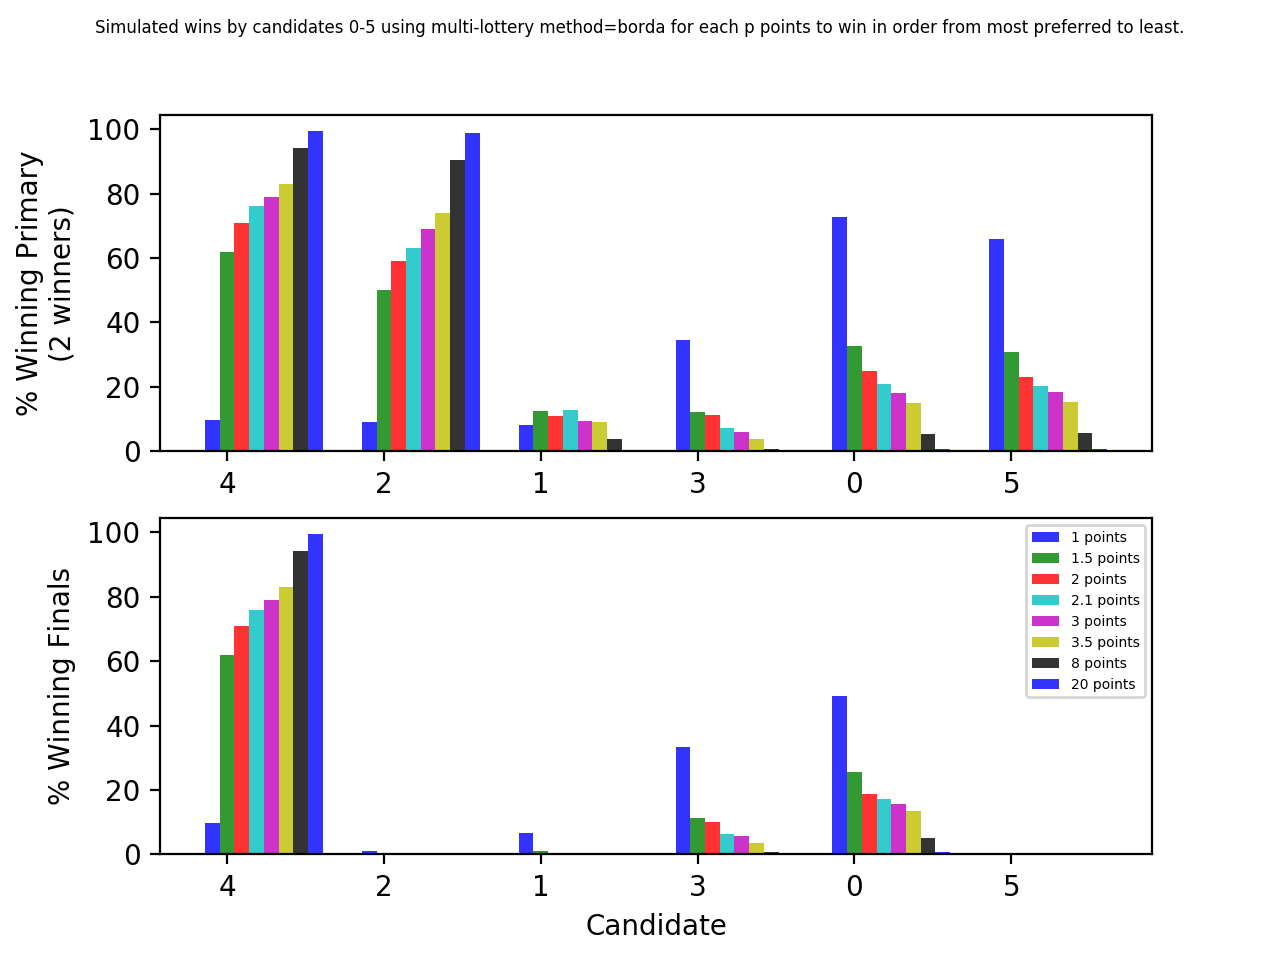 Simulated wins by candidates 0-5 using multi-lottery method=borda for each p points to win in order from most preferred to least.
% Winning Primary
(2 winners)
100
80
60
40
20
0
4 2 1 3 0 5
% Winning Finals
100
80
60
40
20
0
1 points
1.5 points
2 points
2.1 points
3 points
3.5 points
8 points
20 points
4 2 1 3 0 5
Candidate